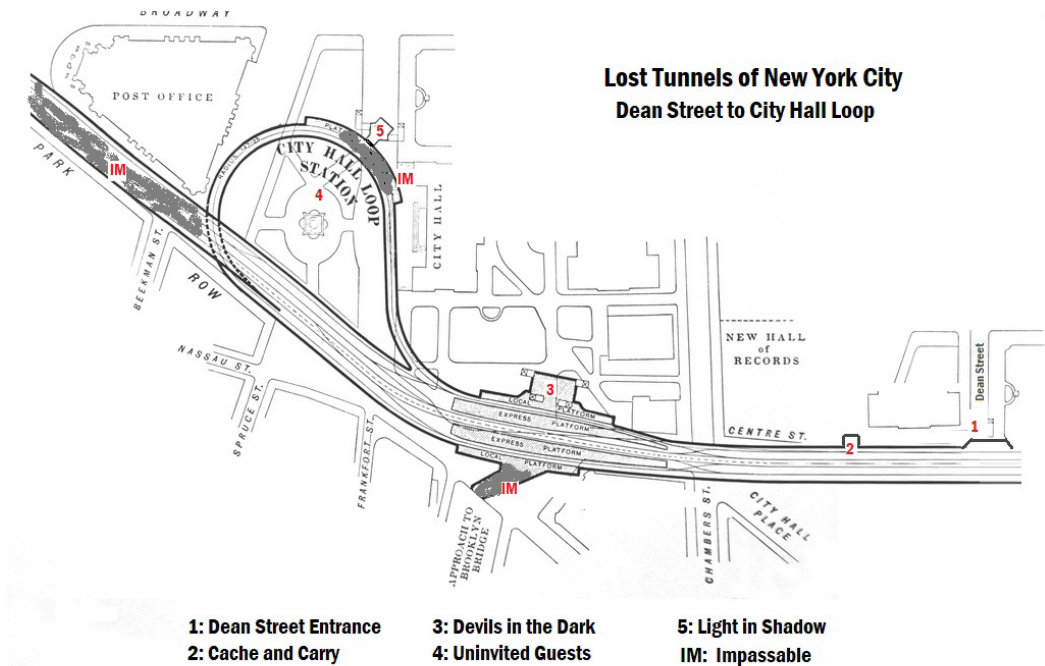 BROADWAY
Lost Tunnels of New York City
Dean Street to City Hall Loop
POST OFFICE
PLAT
5
CITY HALL LOOP
STATION
RADIUS
IM
IM
PARK
4
CITY HALL
BEEKMAN ST.
ROW
NEW HALL
of
RECORDS
Dean Street
NASSAU ST.
SPRUCE ST.
3
LOCAL PLATFORM
EXPRESS PLATFORM
EXPRESS PLATFORM
LOCAL PLATFORM
FRANKFORT ST.
CENTRE ST.
2
1
IM
APPROACH TO
BROOKLYN
BRIDGE
CHAMBERS ST.
CITY HALL
PLACE
1: Dean Street Entrance
2: Cache and Carry
3: Devils in the Dark
4: Uninvited Guests
5: Light in Shadow
IM: Impassable